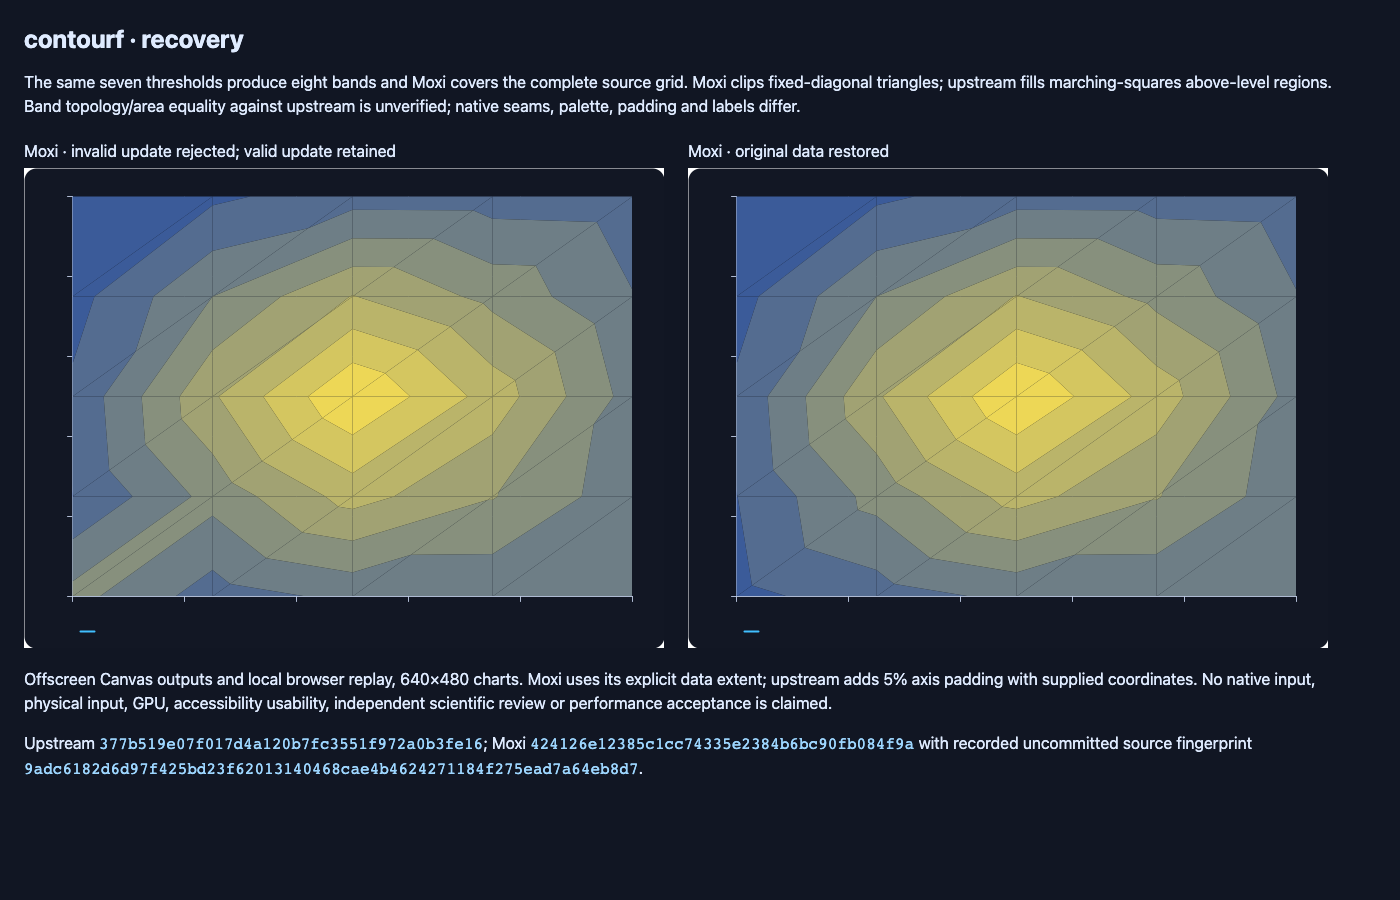 contourf · recovery
The same seven thresholds produce eight bands and Moxi covers the complete source grid. Moxi clips fixed-diagonal triangles; upstream fills marching-squares above-level regions.
Band topology/area equality against upstream is unverified; native seams, palette, padding and labels differ.
Moxi · invalid update rejected; valid update retained
Moxi · original data restored
Offscreen Canvas outputs and local browser replay, 640×480 charts. Moxi uses its explicit data extent; upstream adds 5% axis padding with supplied coordinates. No native input,
physical input, GPU, accessibility usability, independent scientific review or performance acceptance is claimed.
Upstream 377b519e07f017d4a120b7fc3551f972a0b3fe16; Moxi 424126e12385c1cc74335e2384b6bc90fb084f9a with recorded uncommitted source fingerprint
9adc6182d6d97f425bd23f62013140468cae4b4624271184f275ead7a64eb8d7.